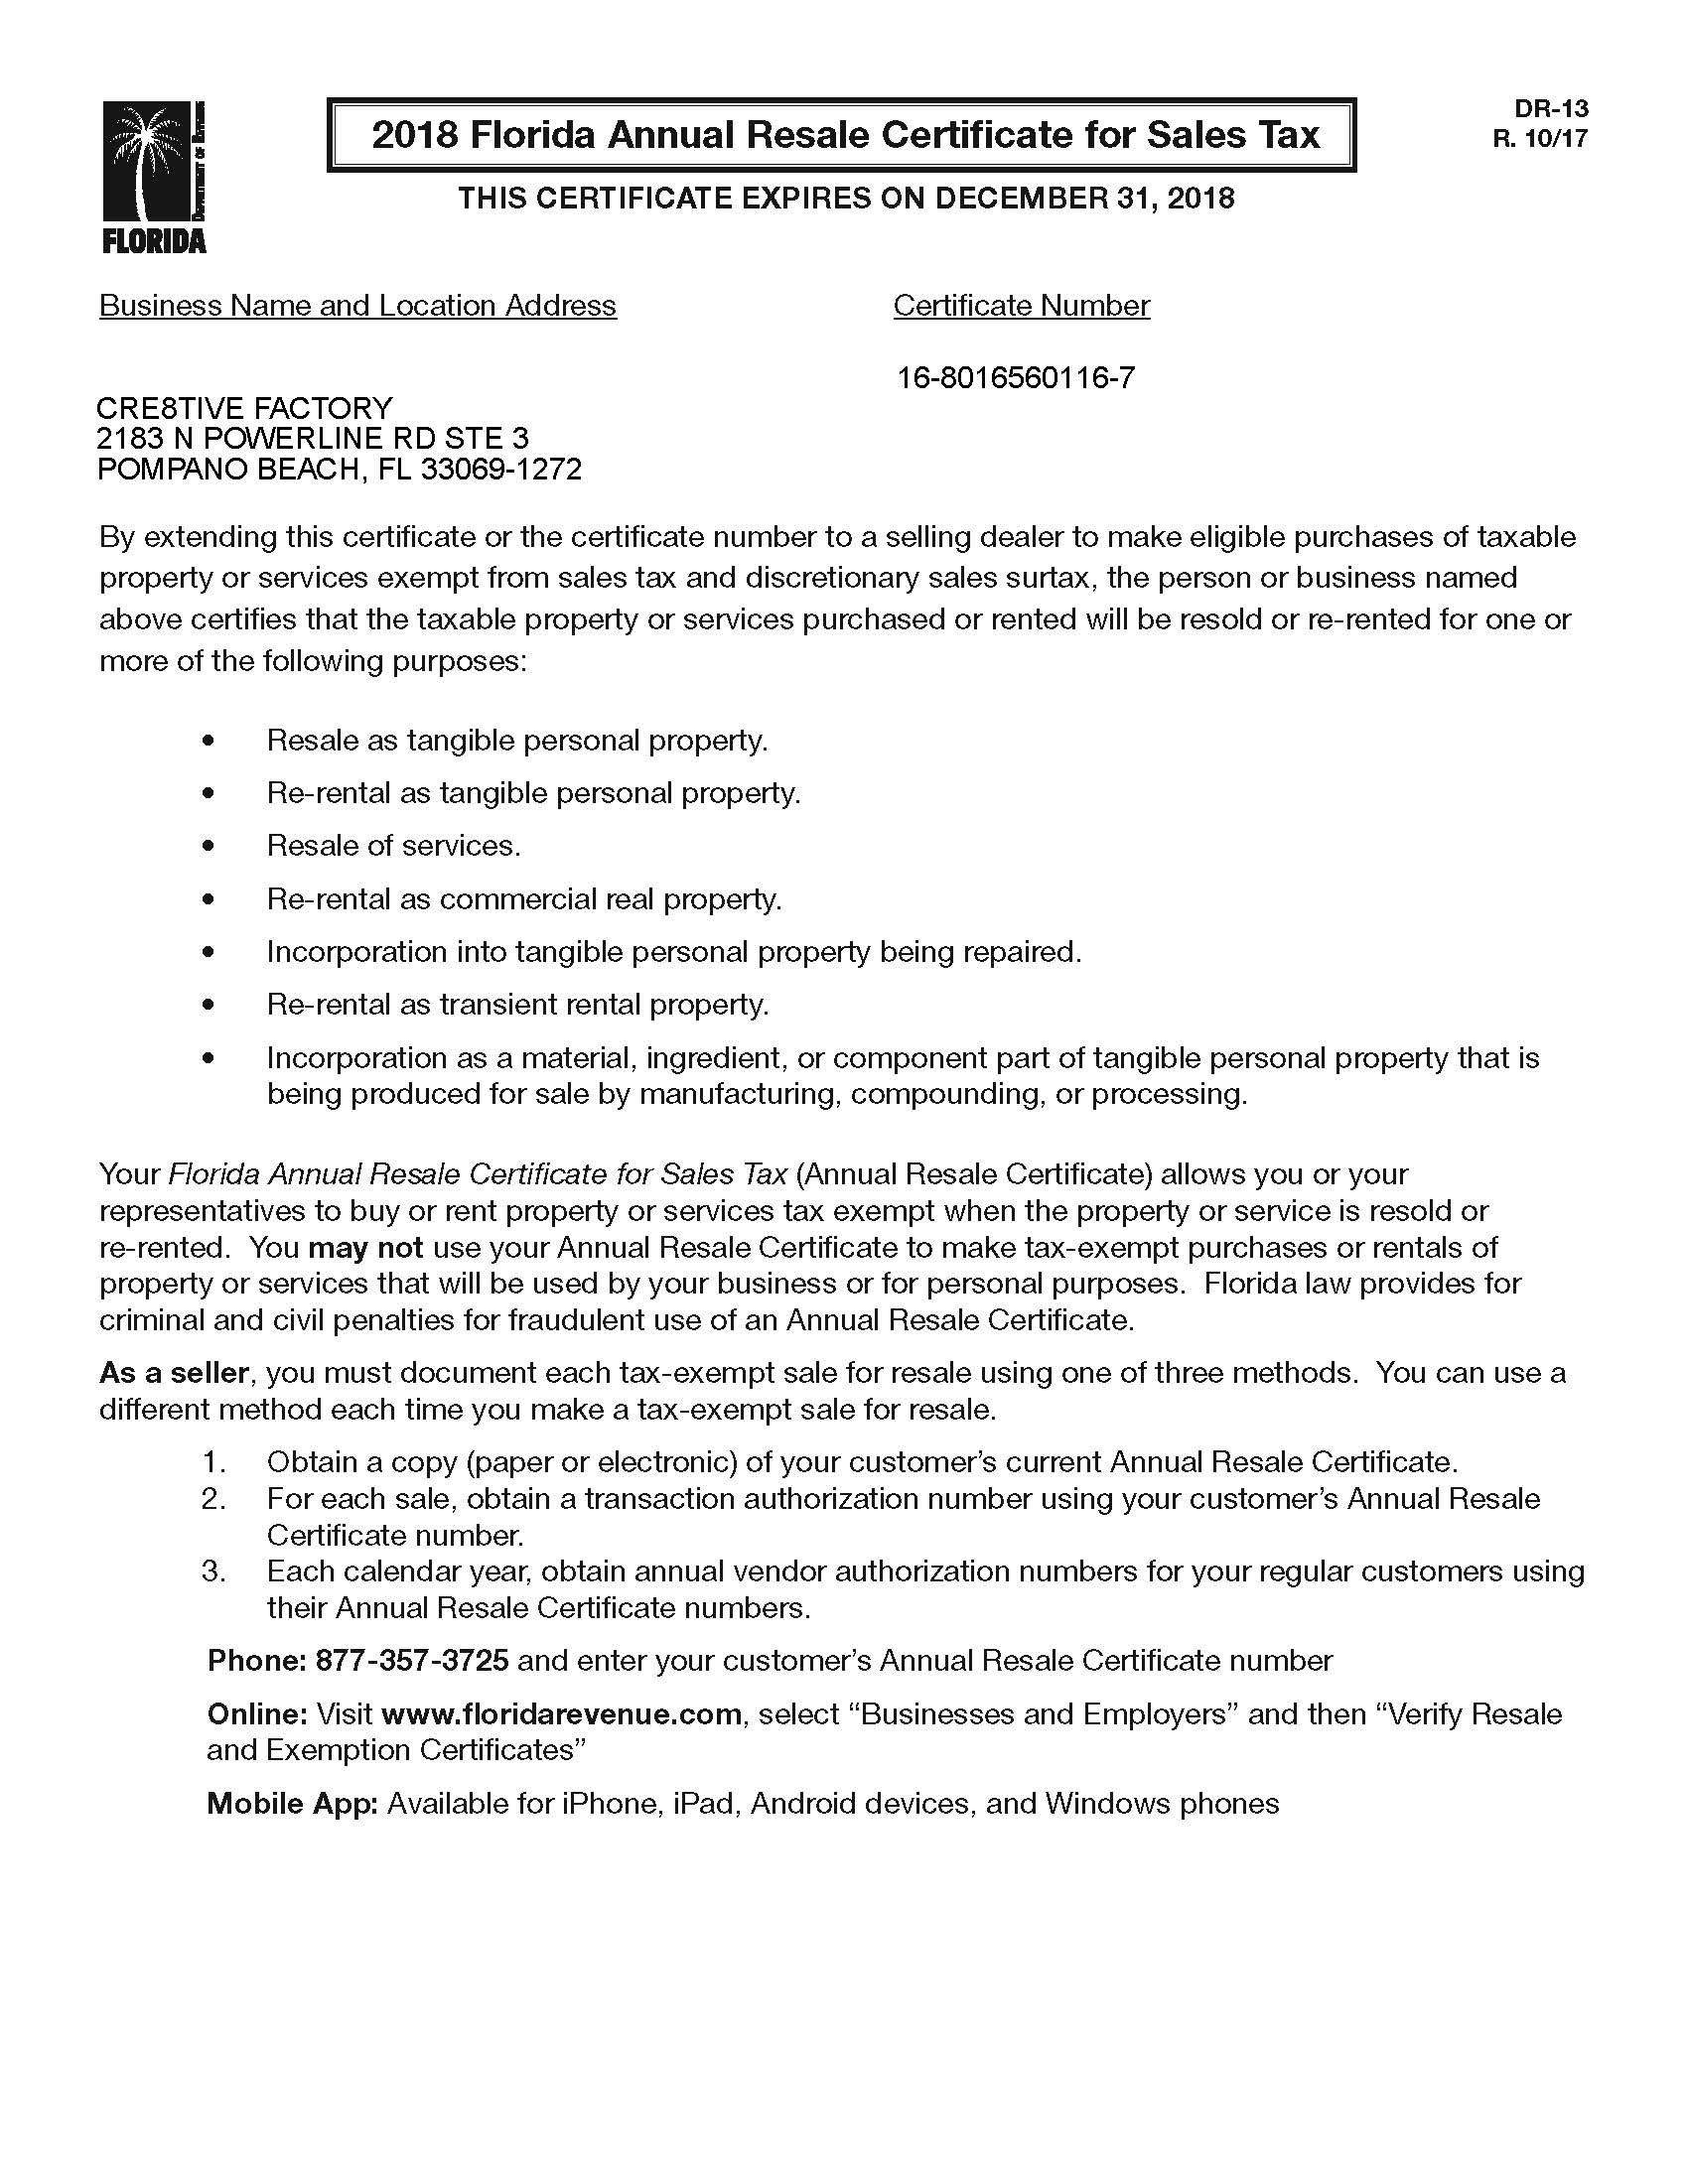 DEPARTMENT OF REVENUE
FLORIDA
2018 Florida Annual Resale Certificate for Sales Tax
DR-13
R. 10/17
THIS CERTIFICATE EXPIRES ON DECEMBER 31, 2018
Business Name and Location Address
Certificate Number
16-8016560116-7
CRE8TIVE FACTORY
2183 N POWERLINE RD STE 3
POMPANO BEACH, FL 33069-1272
By extending this certificate or the certificate number to a selling dealer to make eligible purchases of taxable
property or services exempt from sales tax and discretionary sales surtax, the person or business named
above certifies that the taxable property or services purchased or rented will be resold or re-rented for one or
more of the following purposes:
• Resale as tangible personal property.
• Re-rental as tangible personal property.
• Resale of services.
• Re-rental as commercial real property.
• Incorporation into tangible personal property being repaired.
• Re-rental as transient rental property.
• Incorporation as a material, ingredient, or component part of tangible personal property that is
being produced for sale by manufacturing, compounding, or processing.
Your Florida Annual Resale Certificate for Sales Tax (Annual Resale Certificate) allows you or your
representatives to buy or rent property or services tax exempt when the property or service is resold or
re-rented. You may not use your Annual Resale Certificate to make tax-exempt purchases or rentals of
property or services that will be used by your business or for personal purposes. Florida law provides for
criminal and civil penalties for fraudulent use of an Annual Resale Certificate.
As a seller, you must document each tax-exempt sale for resale using one of three methods. You can use a
different method each time you make a tax-exempt sale for resale.
1. Obtain a copy (paper or electronic) of your customer’s current Annual Resale Certificate.
2. For each sale, obtain a transaction authorization number using your customer’s Annual Resale
Certificate number.
3. Each calendar year, obtain annual vendor authorization numbers for your regular customers using
their Annual Resale Certificate numbers.
Phone: 877-357-3725 and enter your customer’s Annual Resale Certificate number
Online: Visit www.floridarevenue.com, select “Businesses and Employers” and then “Verify Resale
and Exemption Certificates”
Mobile App: Available for iPhone, iPad, Android devices, and Windows phones